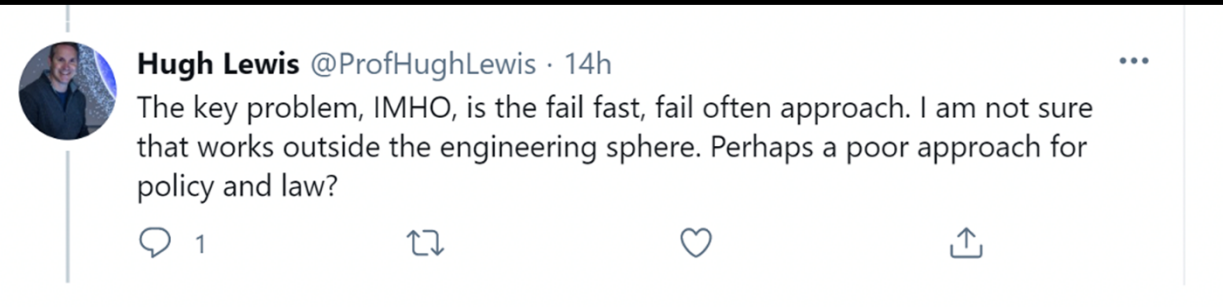 Hugh Lewis @ProfHughLewis · 14h
The key problem, IMHO, is the fail fast, fail often approach. I am not sure
that works outside the engineering sphere. Perhaps a poor approach for
policy and law?
1